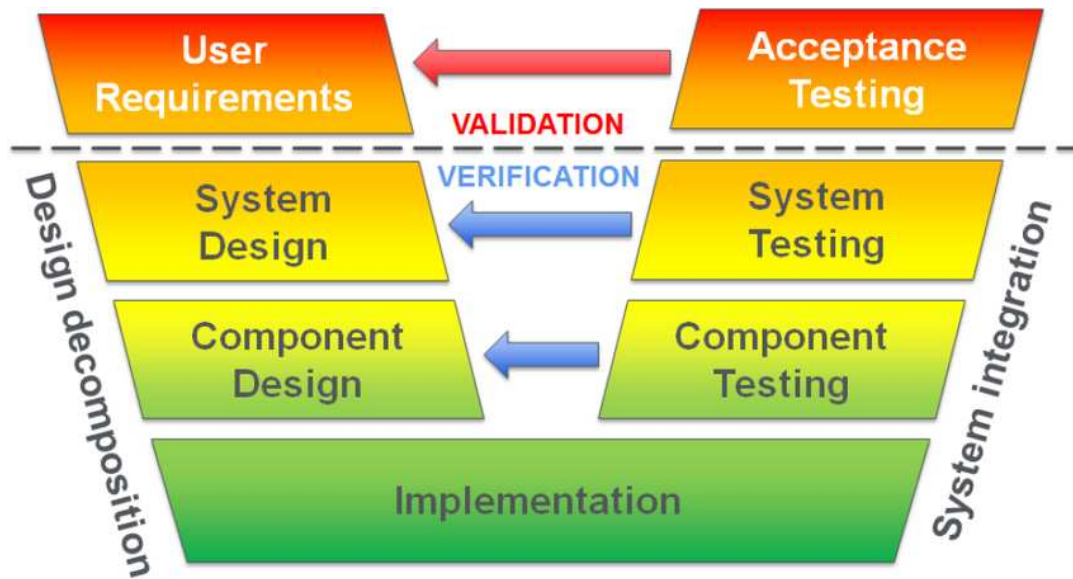 User
Requirements
Acceptance
Testing
VALIDATION
VERIFICATION
System
Design
System
Testing
Component
Design
Component
Testing
Implementation
Design decomposition
System integration